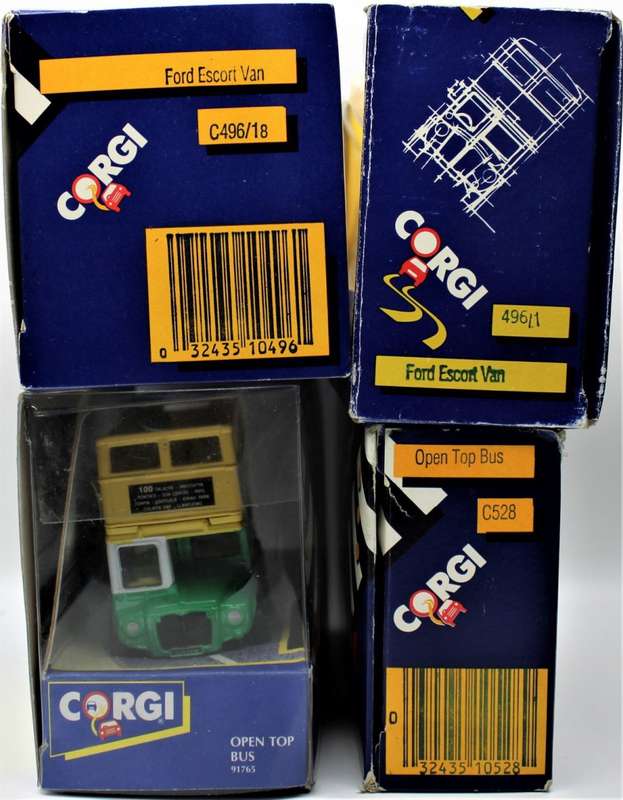 Ford Escort Van
C496/18
CORGI
0 32435 10496
CORGI
496/1
Ford Escort Van
100
CORGI
OPEN TOP
BUS
91765
Open Top Bus
C528
CORGI
0
32435 10528